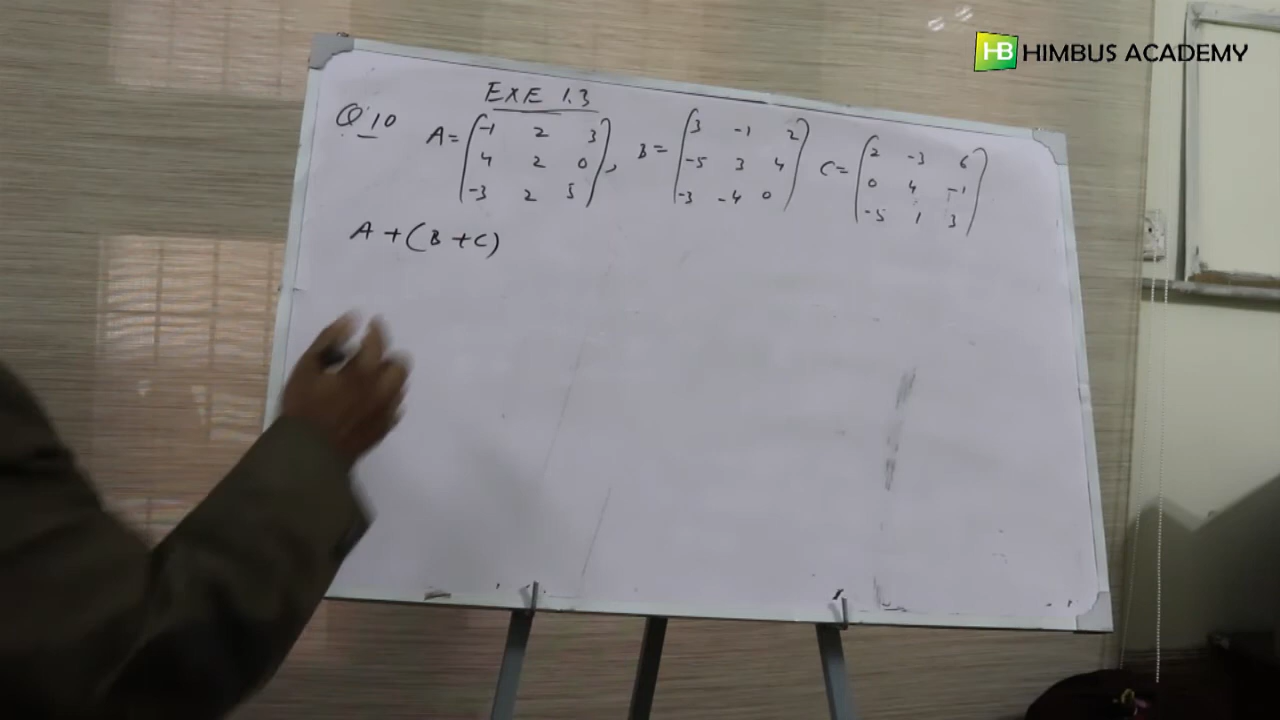 HB HIMBUS ACADEMY
EXE 1.3
Q 10
A = (-1 2 3
4 2 0
-3 2 5),
B = (3 -1 2
-5 3 4
-3 -4 0)
C = (2 -3 6
0 4 -1
-5 1 3)
A + (B + C)